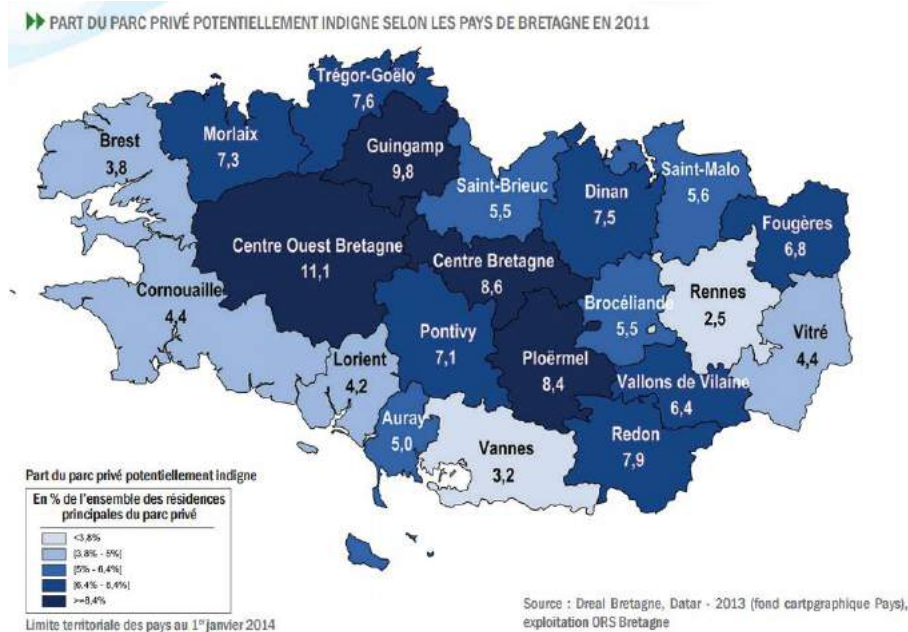 PART DU PARC PRIVÉ POTENTIELLEMENT INDIGNE SELON LES PAYS DE BRETAGNE EN 2011
Trégor-Goëlo
7,6
Morlaix
7,3
Brest
3,8
Guingamp
9,8
Saint-Brieuc
5,5
Dinan
7,5
Saint-Malo
5,6
Fougères
6,8
Centre Ouest Bretagne
11,1
Centre Bretagne
8,6
Cornouaille
4,4
Brocéliande
5,5
Rennes
2,5
Vitré
4,4
Pontivy
7,1
Lorient
4,2
Ploërmel
8,4
Vallons de Vilaine
6,4
Auray
5,0
Vannes
3,2
Redon
7,9
Part du parc privé potentiellement indigne
En % de l'ensemble des résidences
principales du parc privé
<3,8%
[3,8% - 5%[
[5% - 6,4%[
[6,4% - 8,4%[
>=8,4%
Limite territoriale des pays au 1er janvier 2014
Source : Dreal Bretagne, Datar - 2013 (fond cartpgraphique Pays),
exploitation ORS Bretagne